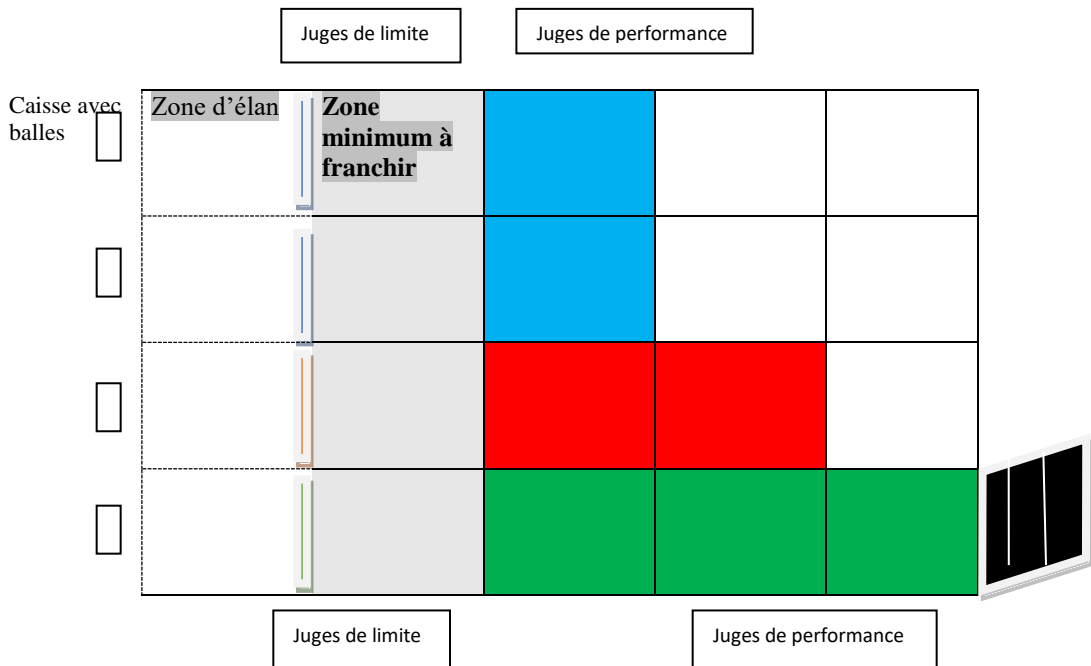 Juges de limite
Juges de performance
Caisse avec
balles
Zone d’élan
Zone
minimum à
franchir
Juges de limite
Juges de performance